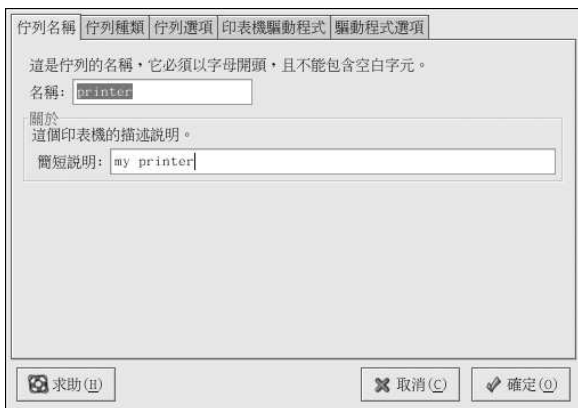 佇列名稱 佇列種類 佇列選項 印表機驅動程式 驅動程式選項
這是佇列的名稱，它必須以字母開頭，且不能包含空白字元。
名稱: printer
關於
這個印表機的描述說明。
簡短說明: my printer
求助(H) 取消(C) 確定(O)